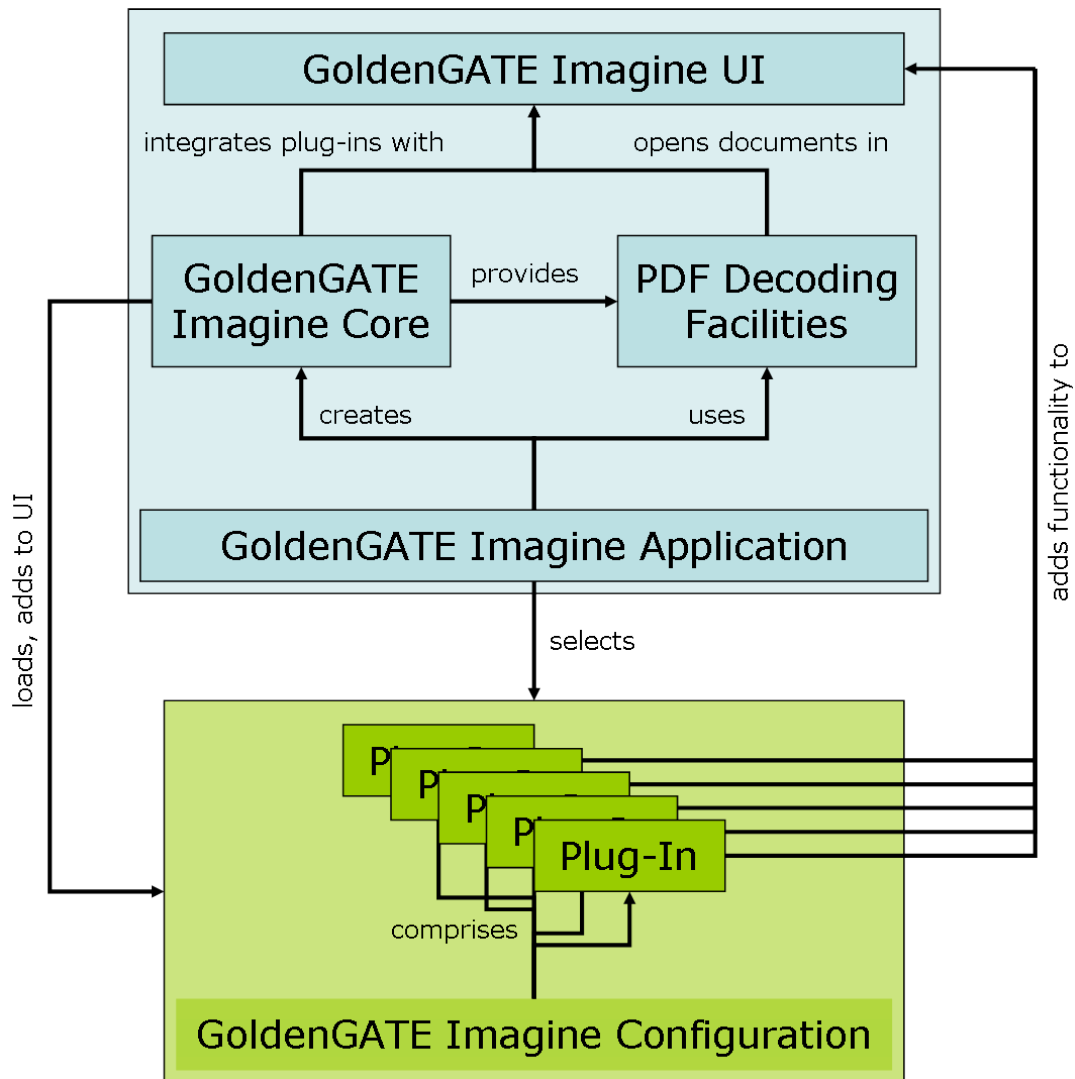 GoldenGATE Imagine UI
integrates plug-ins with
opens documents in
GoldenGATE
Imagine Core
provides
PDF Decoding
Facilities
creates
uses
GoldenGATE Imagine Application
loads, adds to UI
adds functionality to
selects
Plug-In
comprises
GoldenGATE Imagine Configuration